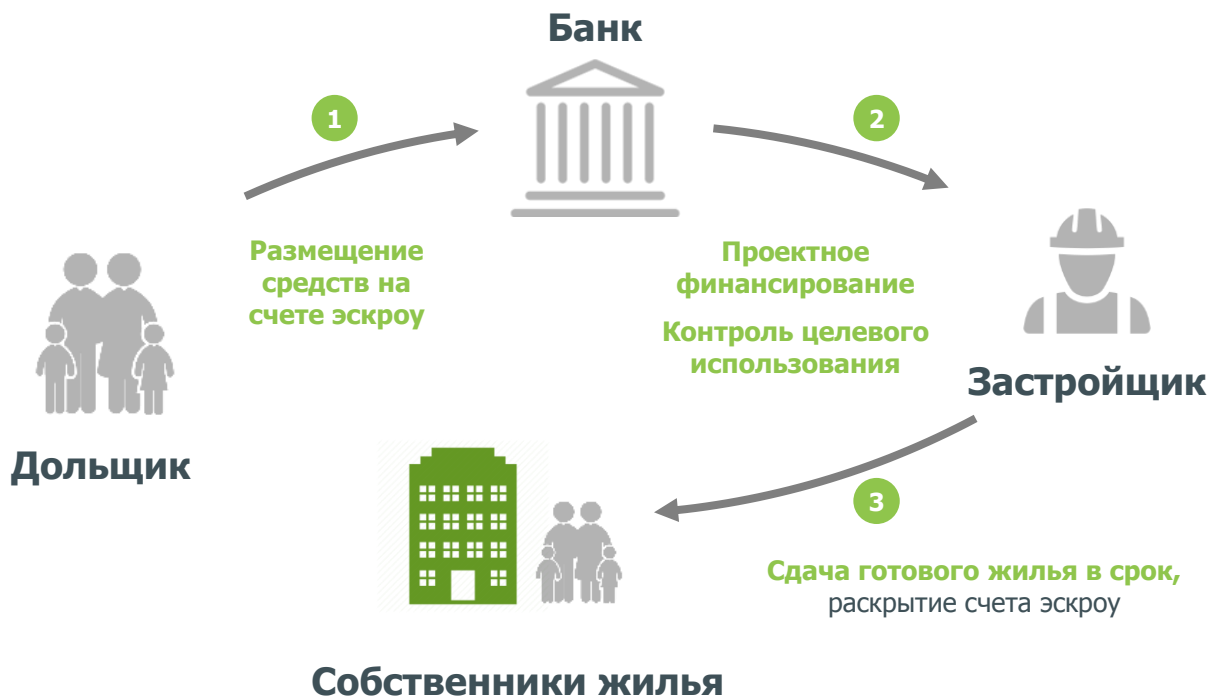 Банк
1
2
Размещение
средств на
счете эскроу
Проектное
финансирование
Контроль целевого
использования
Застройщик
Дольщик
3
Сдача готового жилья в срок,
раскрытие счета эскроу
Собственники жилья